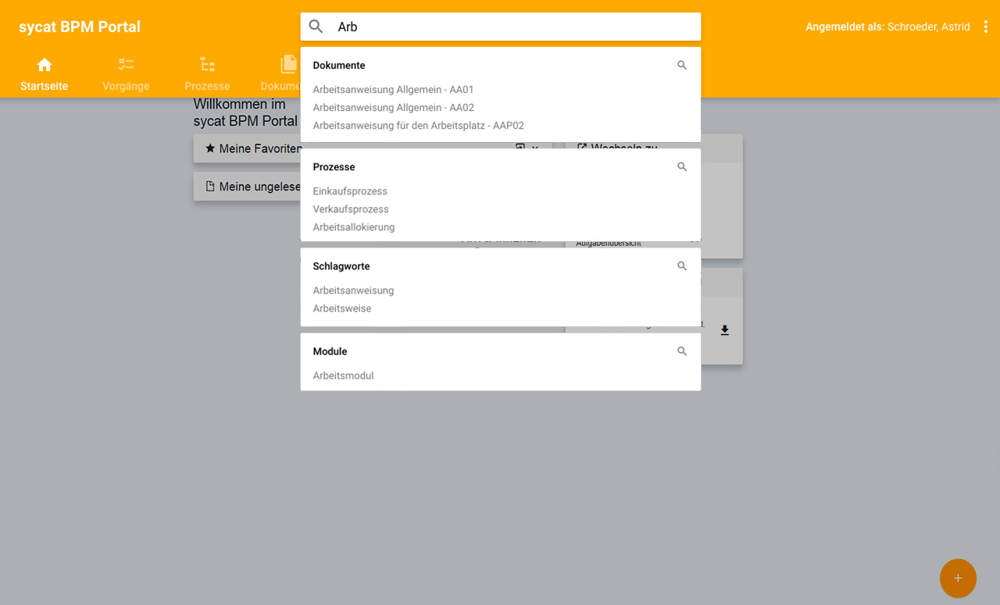 sycat BPM Portal
Arb
Angemeldet als: Schroeder, Astrid
Startseite
Vorgänge
Prozesse
Dokume
Willkommen im
sycat BPM Portal
Meine Favoriten
Meine ungelese
Dokumente
Arbeitsanweisung Allgemein - AA01
Arbeitsanweisung Allgemein - AA02
Arbeitsanweisung für den Arbeitsplatz - AAP02
Wechseln zu
Prozesse
Einkaufsprozess
Verkaufsprozess
Arbeitsallokierung
Aufgabenübersicht
Schlagworte
Arbeitsanweisung
Arbeitsweise
Module
Arbeitsmodul